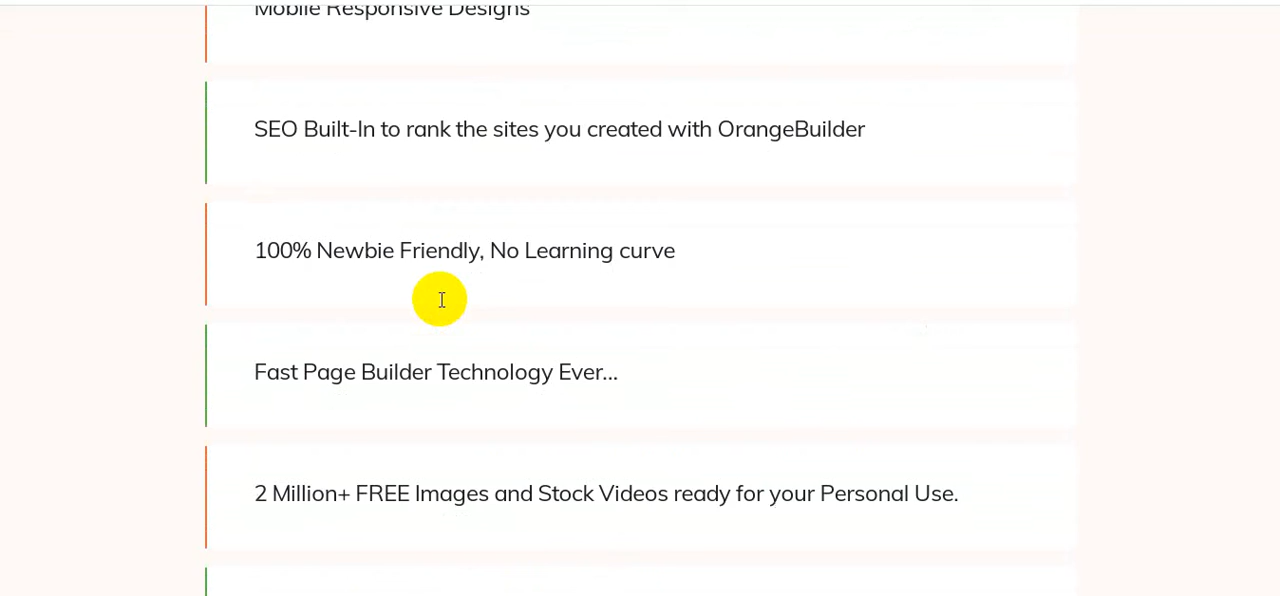 Mobile Responsive Designs
SEO Built-In to rank the sites you created with OrangeBuilder
100% Newbie Friendly, No Learning curve
Fast Page Builder Technology Ever...
2 Million+ FREE Images and Stock Videos ready for your Personal Use.